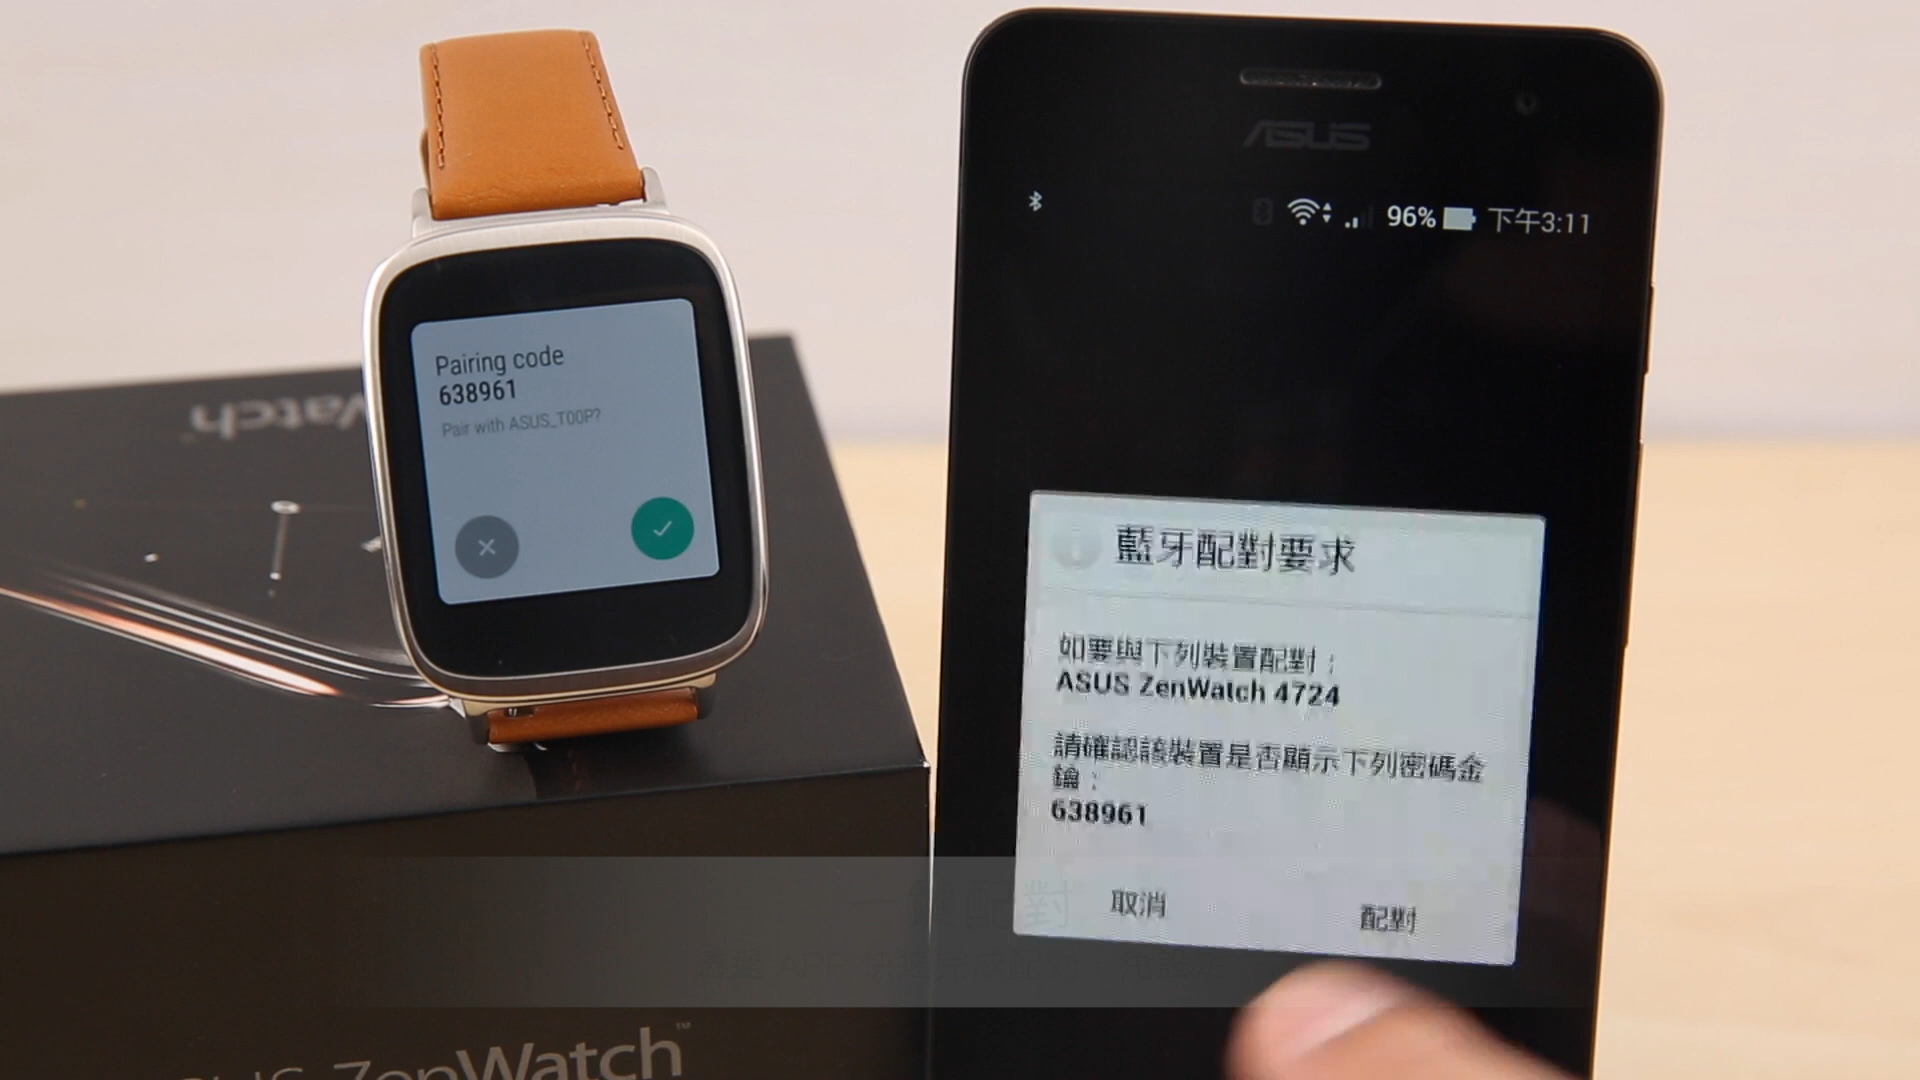 Pairing code
638961
Pair with ASUS_T00P?
Watch
ASUS
96% 下午3:11
藍牙配對要求
如要與下列裝置配對：
ASUS ZenWatch 4724
請確認該裝置是否顯示下列密碼金
鑰：
638961
取消 配對
ZenWatch™